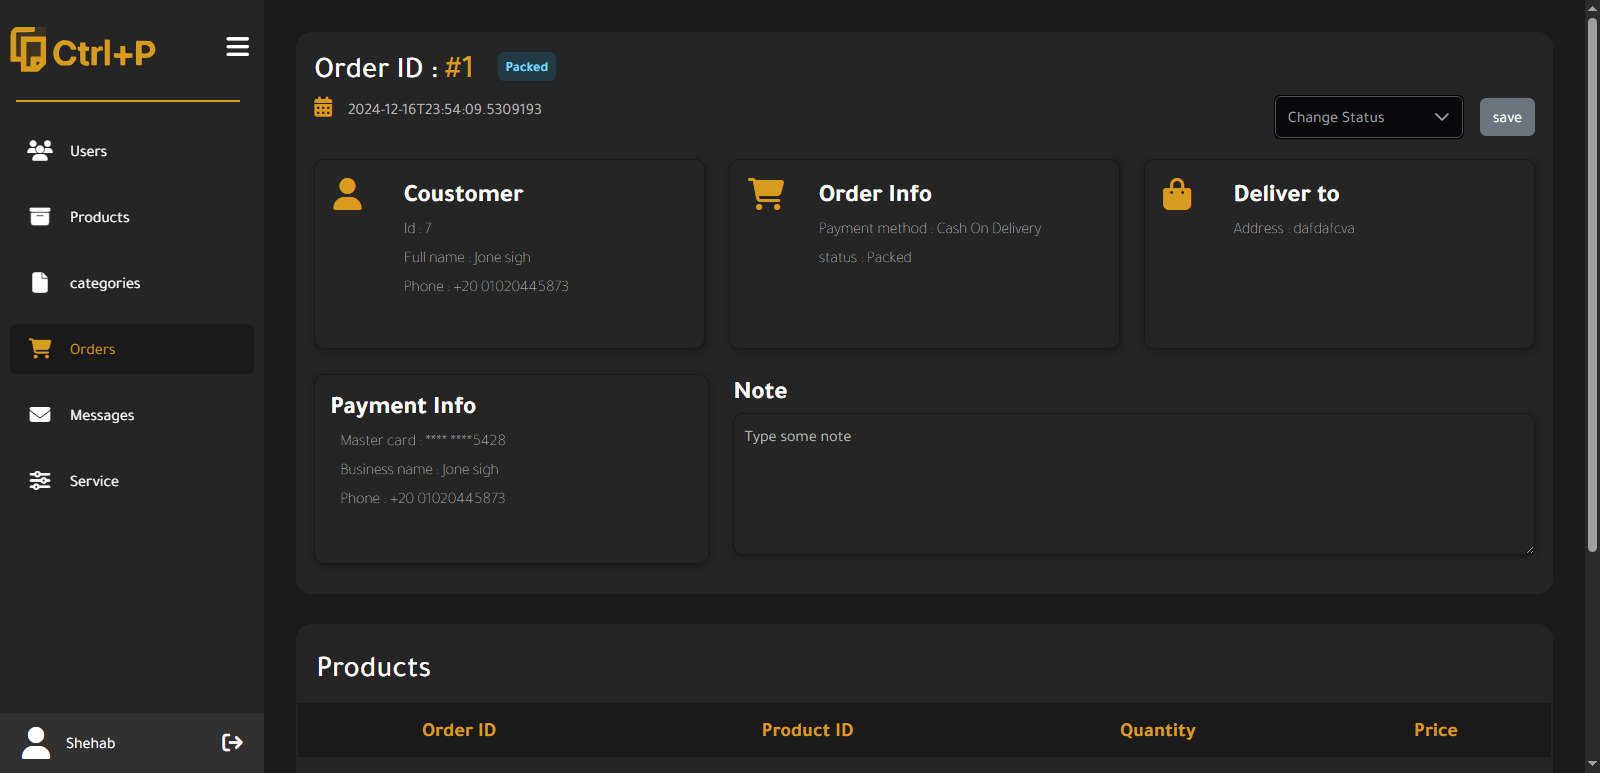 Ctrl+P
Users
Products
categories
Orders
Messages
Service
Shehab
Order ID : #1 Packed
2024-12-16T23:54:09.5309193
Change Status
save
Coustomer
Id : 7
Full name : Jone sigh
Phone : +20 01020445873
Order Info
Payment method : Cash On Delivery
status : Packed
Deliver to
Address : dafdafcva
Payment Info
Master card : **** ****5428
Business name : Jone sigh
Phone : +20 01020445873
Note
Type some note
Products
Order ID Product ID Quantity Price